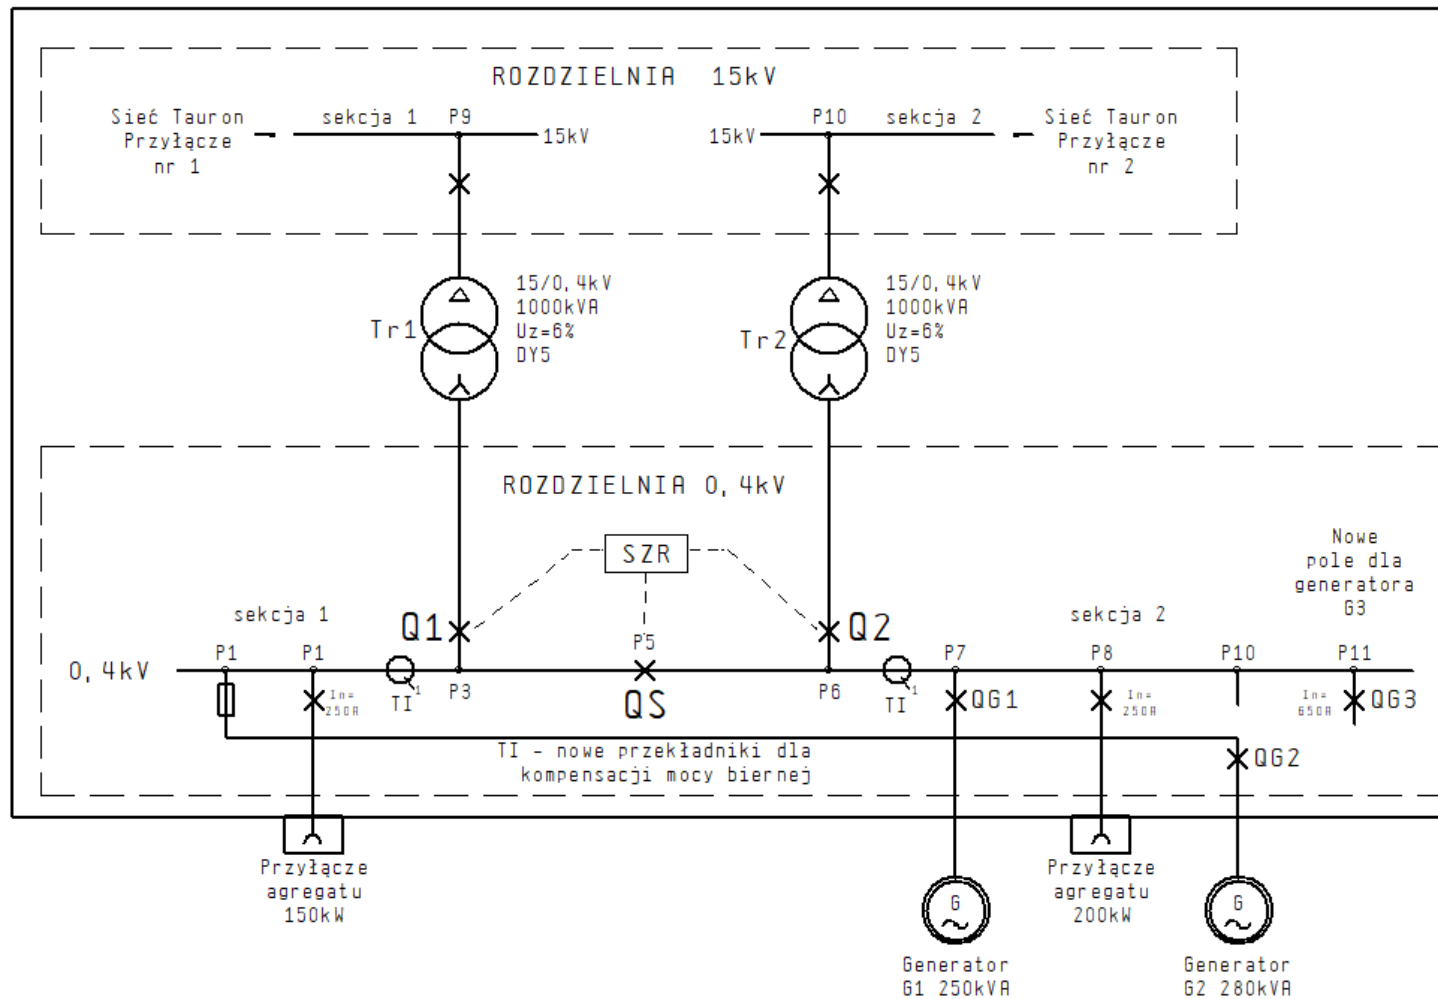 ROZDZIELNIA 15kV
Sieć Tauron
Przyłącze
nr 1
sekcja 1
P9
15kV
15kV
P10
sekcja 2
Sieć Tauron
Przyłącze
nr 2
Tr1
15/0,4kV
1000kVA
Uz=6%
DY5
Tr2
15/0,4kV
1000kVA
Uz=6%
DY5
ROZDZIELNIA 0,4kV
SZR
Nowe
pole dla
generatora
G3
sekcja 1
Q1
P5
Q2
sekcja 2
0,4kV
P1
P1
P3
P6
P7
P8
P10
P11
In=
250A
TI 1
QS
TI 1
QG1
In=
250A
In=
650A
QG3
TI - nowe przekładniki dla
kompensacji mocy biernej
QG2
Przyłącze
agregatu
150kW
G
Generator
G1 250kVA
Przyłącze
agregatu
200kW
G
Generator
G2 280kVA